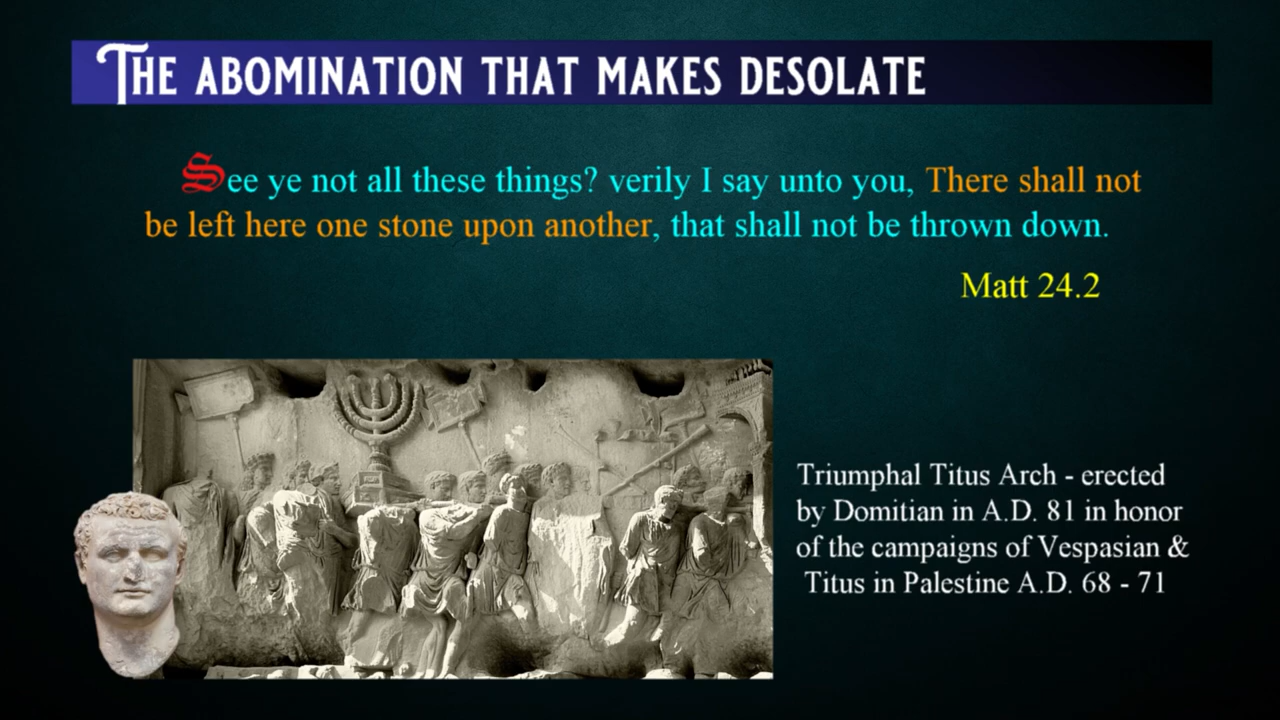 THE ABOMINATION THAT MAKES DESOLATE
See ye not all these things? verily I say unto you, There shall not
be left here one stone upon another, that shall not be thrown down.
Matt 24.2
Triumphal Titus Arch - erected
by Domitian in A.D. 81 in honor
of the campaigns of Vespasian &
Titus in Palestine A.D. 68 - 71